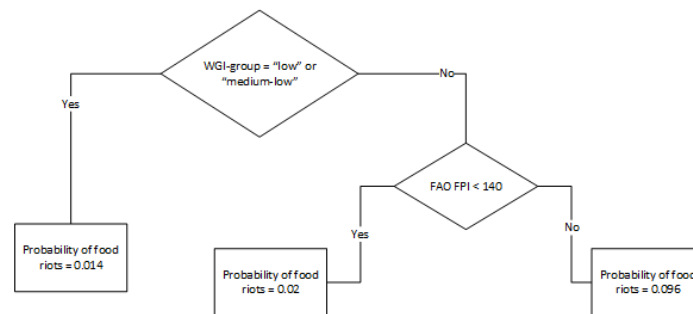 WGI-group = “low” or
“medium-low”
Yes
No
FAO FPI < 140
Probability of food
riots = 0.014
Yes
No
Probability of food
riots = 0.02
Probability of food
riots = 0.096